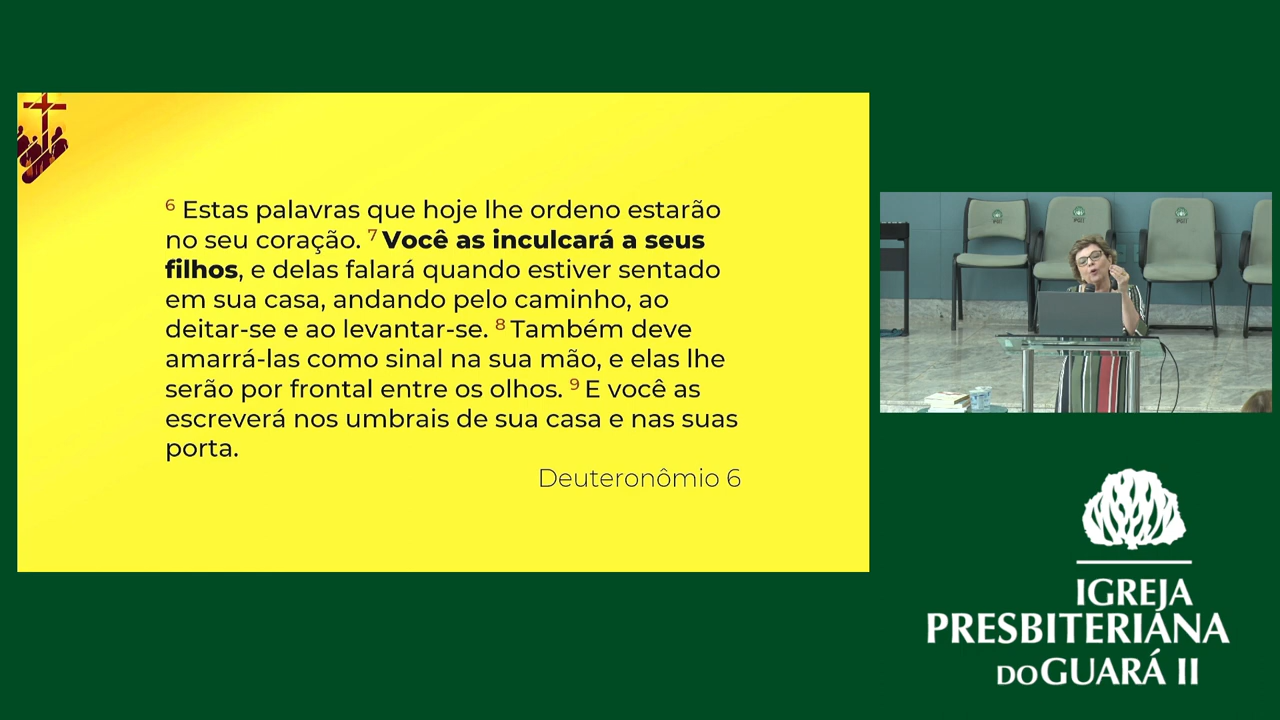 ⁶ Estas palavras que hoje lhe ordeno estarão
no seu coração. ⁷ Você as inculcará a seus
filhos, e delas falará quando estiver sentado
em sua casa, andando pelo caminho, ao
deitar-se e ao levantar-se. ⁸ Também deve
amarrá-las como sinal na sua mão, e elas lhe
serão por frontal entre os olhos. ⁹ E você as
escreverá nos umbrais de sua casa e nas suas
porta.
Deuteronômio 6
IGREJA
PRESBITERIANA
DO GUARÁ II